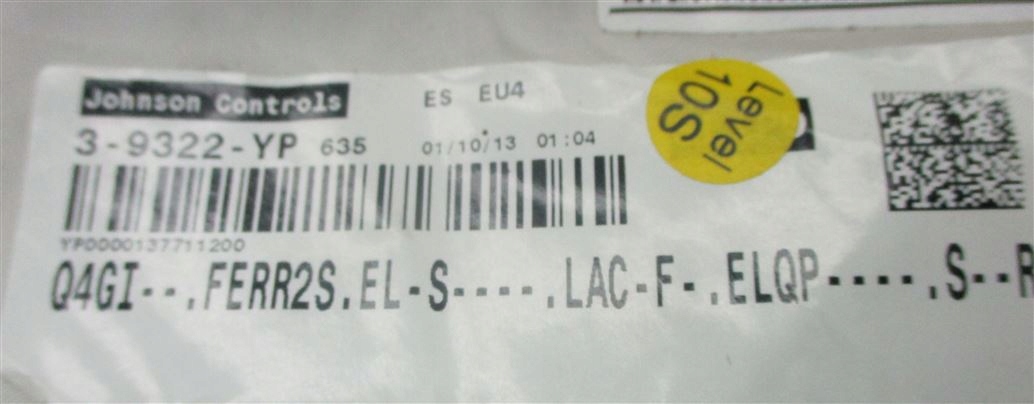 Johnson Controls
ES EU4
3-9322-YP 635 01/10/13 01:04
Level
10S
YP0000137711200
Q4GI--.FERR2S.EL-S----.LAC-F-.ELQP----.S--R